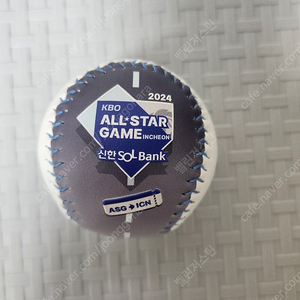 2024
KBO
ALL★STAR
GAME INCHEON
신한 SOL Bank
ASG→ICN